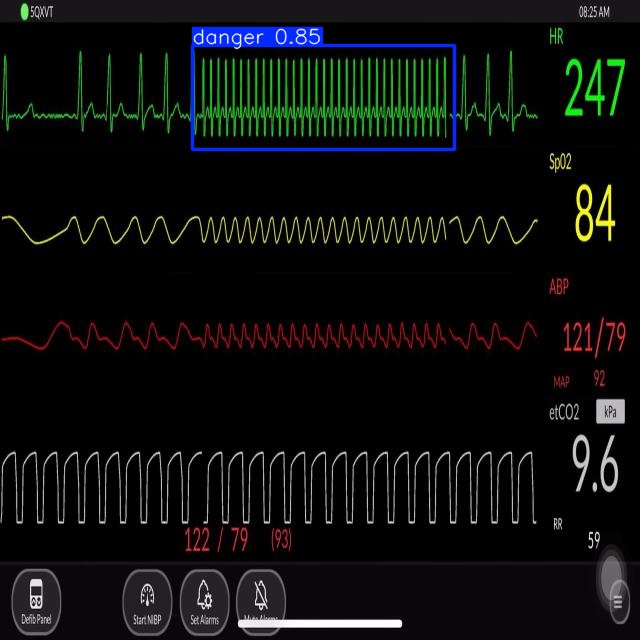 5QXVT
08:25 AM
danger 0.85
HR
247
SpO2
84
ABP
121/79
MAP 92
etCO2 kPa
9.6
RR
59
122 / 79 (93)
Defib Panel
Start NIBP
Set Alarms
Mute Alarms